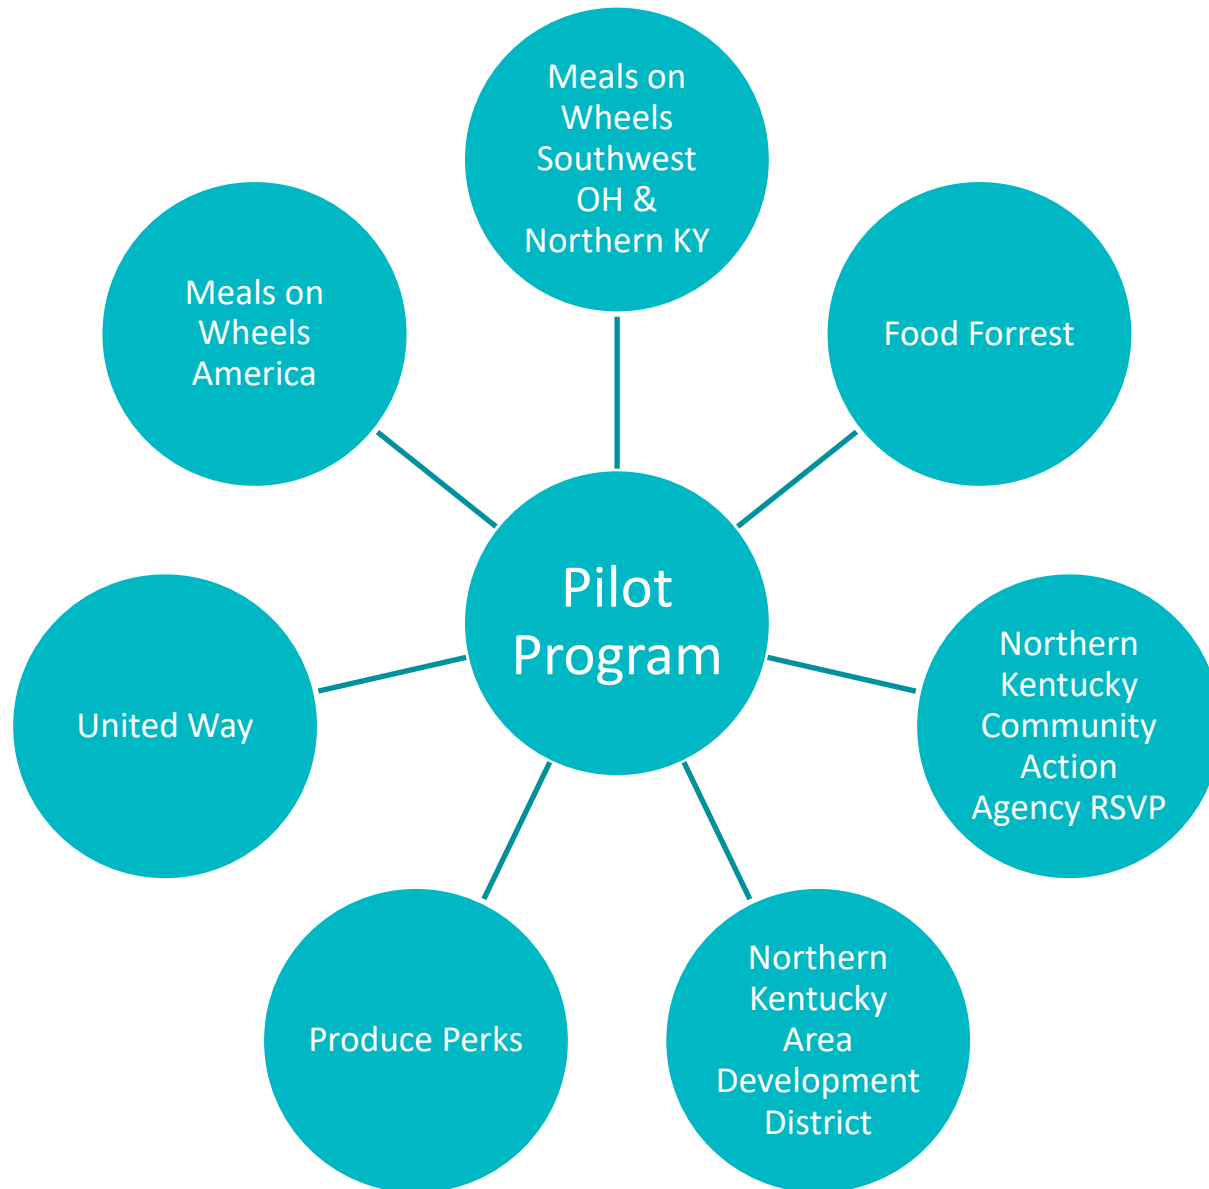 Meals on
Wheels
Southwest
OH &
Northern KY
Food Forrest
Northern
Kentucky
Community
Action
Agency RSVP
Northern
Kentucky
Area
Development
District
Produce Perks
United Way
Meals on
Wheels
America
Pilot
Program